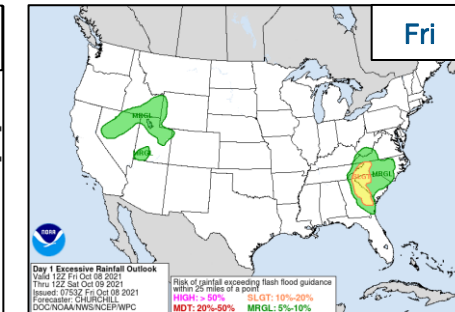 Fri
MRGL
MRGL
SLGT
MRGL
NOAA
Day 1 Excessive Rainfall Outlook
Valid 12Z Fri Oct 08 2021
Thru 12Z Sat Oct 09 2021
Issued: 0753Z Fri Oct 08 2021
Forecaster: CHURCHILL
DOC/NOAA/NWS/NCEP/WPC
Risk of rainfall exceeding flash flood guidance
within 25 miles of a point
HIGH: > 50% SLGT: 10%-20%
MDT: 20%-50% MRGL: 5%-10%